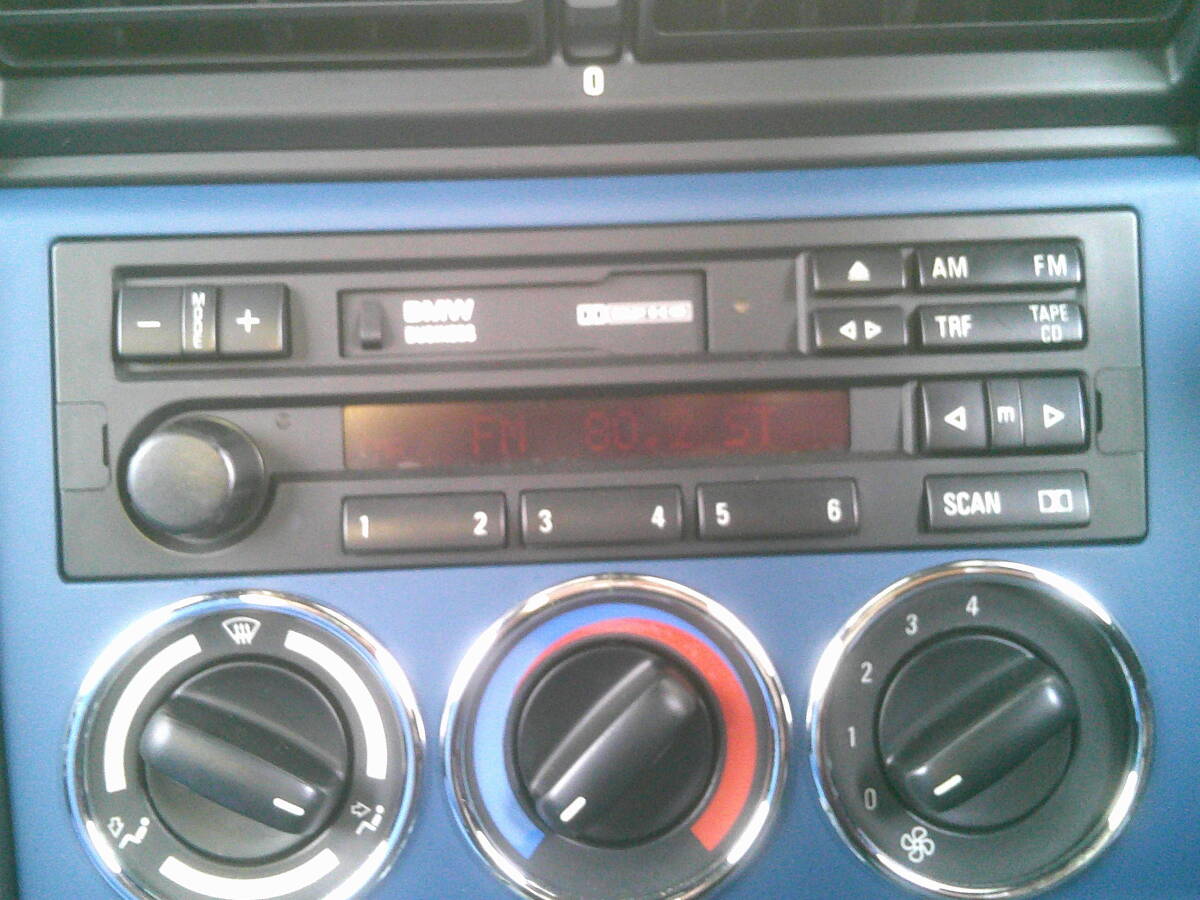 0
AM FM
- MODE +
BMW
TRF TAPE CD
FM 80.2 ST
m
1 2 3 4 5 6
SCAN
4
3
2
1
0